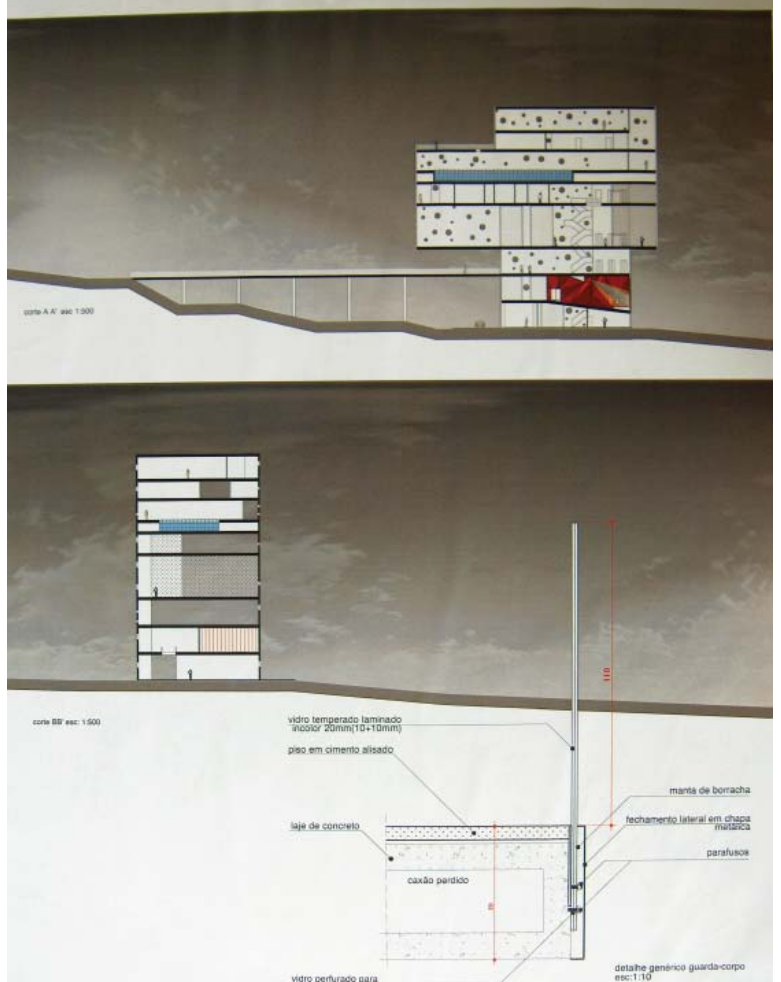 corte A A' esc 1:500
corte BB' esc: 1:500
vidro temperado laminado
incolor 20mm(10+10mm)
piso em cimento alisado
110
manta de borracha
laje de concreto
fechamento lateral em chapa
metálica
parafusos
caxão perdido
detalhe genérico guarda-corpo
esc:1:10
vidro perfurado para